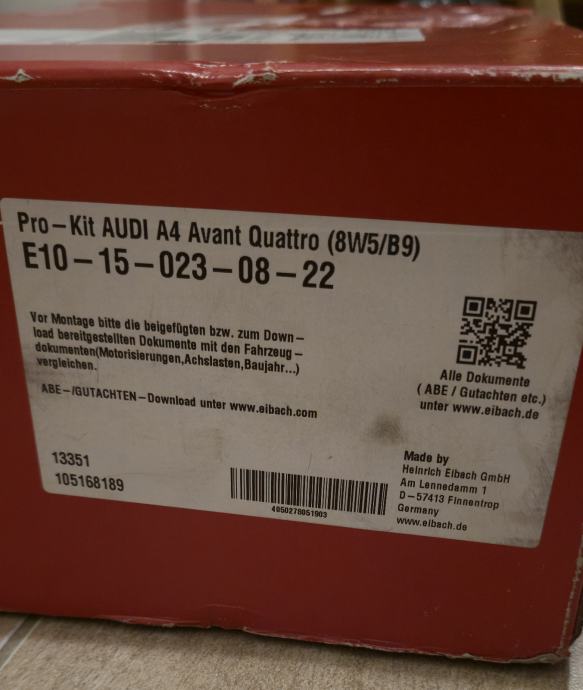 Pro-Kit AUDI A4 Avant Quattro (8W5/B9)
E10-15-023-08-22
Vor Montage bitte die beigefügten bzw. zum Down-
load bereitgestellten Dokumente mit den Fahrzeug-
dokumenten(Motorisierungen,Achslasten,Baujahr...)
vergleichen.
ABE-/GUTACHTEN-Download unter www.eibach.com
Alle Dokumente
( ABE / Gutachten etc.)
unter www.eibach.de
13351
105168189
4050278051903
Made by
Heinrich Eibach GmbH
Am Lennedamm 1
D-57413 Finnentrop
Germany
www.eibach.de